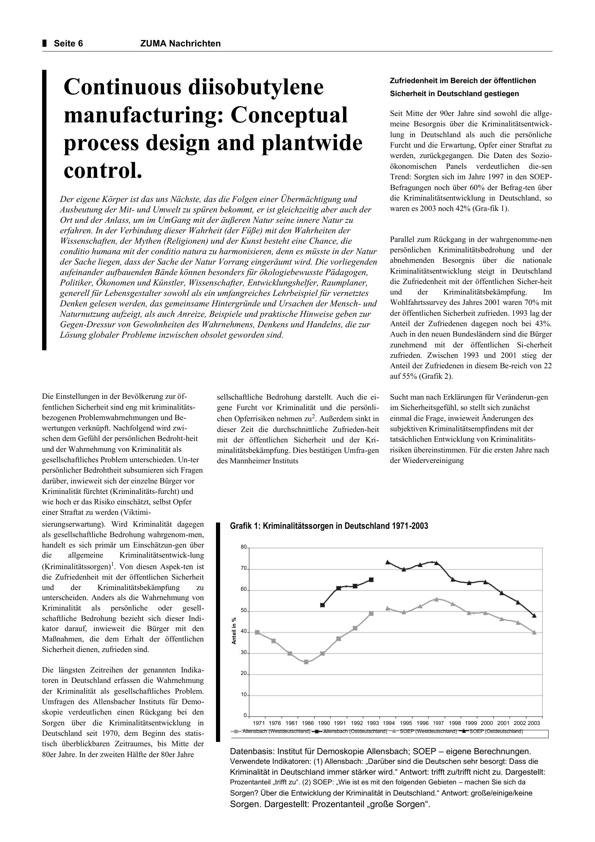 Seite 6 ZUMA Nachrichten
Continuous diisobutylene
manufacturing: Conceptual
process design and plantwide
control.
Der eigene Körper ist das uns Nächste, das die Folgen einer Übermächtigung und
Ausbeutung der Mit- und Umwelt zu spüren bekommt, er ist gleichzeitig aber auch der
Ort und der Anlass, um im UmGang mit der äußeren Natur seine innere Natur zu
erfahren. In der Verbindung dieser Wahrheit (der Füße) mit den Wahrheiten der
Wissenschaften, der Mythen (Religionen) und der Kunst besteht eine Chance, die
conditio humana mit der conditio natura zu harmonisieren, denn es müsste in der Natur
der Sache liegen, dass der Sache der Natur Vorrang eingeräumt wird. Die vorliegenden
aufeinander aufbauenden Bände können besonders für ökologiebewusste Pädagogen,
Politiker, Ökonomen und Künstler, Wissenschafter, Entwicklungshelfer, Raumplaner,
generell für Lebensgestalter sowohl als ein umfangreiches Lehrbeispiel für vernetztes
Denken gelesen werden, das gemeinsame Hintergründe und Ursachen der Mensch- und
Naturnutzung aufzeigt, als auch Anreize, Beispiele und praktische Hinweise geben zur
Gegen-Dressur von Gewohnheiten des Wahrnehmens, Denkens und Handelns, die zur
Lösung globaler Probleme inzwischen obsolet geworden sind.
Zufriedenheit im Bereich der öffentlichen
Sicherheit in Deutschland gestiegen
Seit Mitte der 90er Jahre sind sowohl die allge-
meine Besorgnis über die Kriminalitätsentwick-
lung in Deutschland als auch die persönliche
Furcht und die Erwartung, Opfer einer Straftat zu
werden, zurückgegangen. Die Daten des Sozio-
ökonomischen Panels verdeutlichen die-sen
Trend: Sorgten sich im Jahre 1997 in den SOEP-
Befragungen noch über 60% der Befrag-ten über
die Kriminalitätsentwicklung in Deutschland, so
waren es 2003 noch 42% (Gra-fik 1).
Parallel zum Rückgang in der wahrgenomme-nen
persönlichen Kriminalitätsbedrohung und der
abnehmenden Besorgnis über die nationale
Kriminalitätsentwicklung steigt in Deutschland
die Zufriedenheit mit der öffentlichen Sicher-heit
und der Kriminalitätsbekämpfung. Im
Wohlfahrtssurvey des Jahres 2001 waren 70% mit
der öffentlichen Sicherheit zufrieden. 1993 lag der
Anteil der Zufriedenen dagegen noch bei 43%.
Auch in den neuen Bundesländern sind die Bürger
zunehmend mit der öffentlichen Si-cherheit
zufrieden. Zwischen 1993 und 2001 stieg der
Anteil der Zufriedenen in diesem Be-reich von 22
auf 55% (Grafik 2).
Die Einstellungen in der Bevölkerung zur öf-
fentlichen Sicherheit sind eng mit kriminalitäts-
bezogenen Problemwahrnehmungen und Be-
wertungen verknüpft. Nachfolgend wird zwi-
schen dem Gefühl der persönlichen Bedroht-heit
und der Wahrnehmung von Kriminalität als
gesellschaftliches Problem unterschieden. Un-ter
persönlicher Bedrohtheit subsumieren sich Fragen
darüber, inwieweit sich der einzelne Bürger vor
Kriminalität fürchtet (Kriminalitäts-furcht) und
wie hoch er das Risiko einschätzt, selbst Opfer
einer Straftat zu werden (Viktimi-
sierungserwartung). Wird Kriminalität dagegen
als gesellschaftliche Bedrohung wahrgenom-men,
handelt es sich primär um Einschätzun-gen über
die allgemeine Kriminalitätsentwick-lung
(Kriminalitätssorgen)1. Von diesen Aspek-ten ist
die Zufriedenheit mit der öffentlichen Sicherheit
und der Kriminalitätsbekämpfung zu
unterscheiden. Anders als die Wahrnehmung von
Kriminalität als persönliche oder gesell-
schaftliche Bedrohung bezieht sich dieser Indi-
kator darauf, inwieweit die Bürger mit den
Maßnahmen, die dem Erhalt der öffentlichen
Sicherheit dienen, zufrieden sind.
Die längsten Zeitreihen der genannten Indika-
toren in Deutschland erfassen die Wahrnehmung
der Kriminalität als gesellschaftliches Problem.
Umfragen des Allensbacher Instituts für Demo-
skopie verdeutlichen einen Rückgang bei den
Sorgen über die Kriminalitätsentwicklung in
Deutschland seit 1970, dem Beginn des statis-
tisch überblickbaren Zeitraumes, bis Mitte der
80er Jahre. In der zweiten Hälfte der 80er Jahre
sellschaftliche Bedrohung darstellt. Auch die ei-
gene Furcht vor Kriminalität und die persönli-
chen Opferrisiken nehmen zu2. Außerdem sinkt in
dieser Zeit die durchschnittliche Zufrieden-heit
mit der öffentlichen Sicherheit und der Kri-
minalitätsbekämpfung. Dies bestätigen Umfra-gen
des Mannheimer Instituts
Sucht man nach Erklärungen für Veränderun-gen
im Sicherheitsgefühl, so stellt sich zunächst
einmal die Frage, inwieweit Änderungen des
subjektiven Kriminalitätsempfindens mit der
tatsächlichen Entwicklung von Kriminalitäts-
risiken übereinstimmen. Für die ersten Jahre nach
der Wiedervereinigung
Grafik 1: Kriminalitätssorgen in Deutschland 1971-2003
80
70
60
50
40
30
20
10
0
Anteil in %
1971 1976 1981 1986 1990 1991 1992 1993 1994 1995 1996 1997 1998 1999 2000 2001 2002 2003
Allensbach (Westdeutschland) Allensbach (Ostdeutschland) SOEP (Westdeutschland) SOEP (Ostdeutschland)
Datenbasis: Institut für Demoskopie Allensbach; SOEP – eigene Berechnungen.
Verwendete Indikatoren: (1) Allensbach: „Darüber sind die Deutschen sehr besorgt: Dass die
Kriminalität in Deutschland immer stärker wird.“ Antwort: trifft zu/trifft nicht zu. Dargestellt:
Prozentanteil „trifft zu“. (2) SOEP: „Wie ist es mit den folgenden Gebieten – machen Sie sich da
Sorgen? Über die Entwicklung der Kriminalität in Deutschland.“ Antwort: große/einige/keine
Sorgen. Dargestellt: Prozentanteil „große Sorgen“.